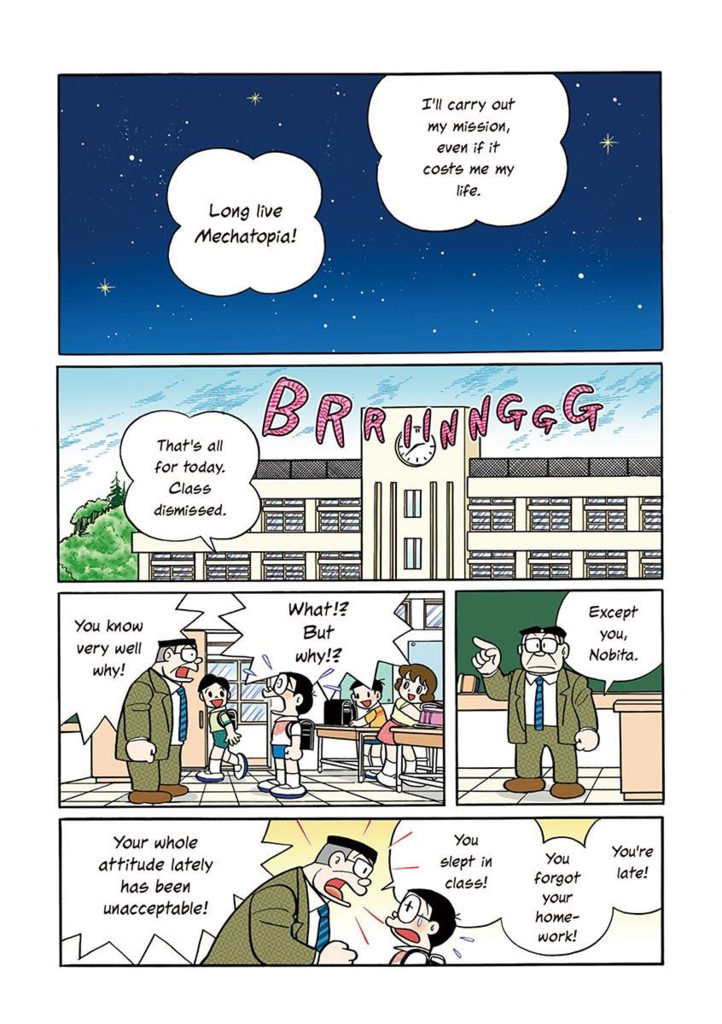 I'll carry out
my mission,
even if it
costs me my
life.
Long live
Mechatopia!
BRRIINNGGG
That's all
for today.
Class
dismissed.
Except
you,
Nobita.
What!?
But
why!?
You know
very well
why!
You're
late!
You
forgot
your
home-
work!
You
slept in
class!
Your whole
attitude lately
has been
unacceptable!